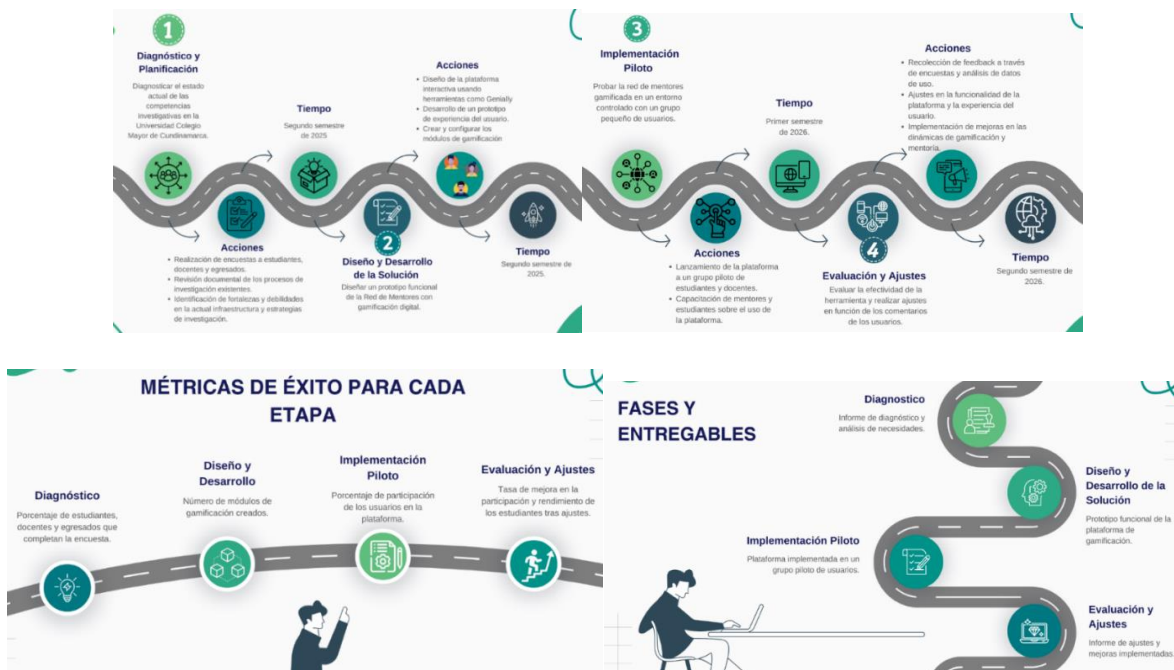 1
Diagnóstico y
Planificación
Diagnosticar el estado
actual de las
competencias
investigativas en la
Universidad Colegio
Mayor de Cundinamarca.
Acciones
• Realización de encuestas a estudiantes,
docentes y egresados.
• Revisión documental de los procesos de
investigación existentes.
• Identificación de fortalezas y debilidades
en la actual infraestructura y estrategias
de investigación.
Tiempo
Segundo semestre
de 2025
2
Diseño y Desarrollo
de la Solución
Diseñar un prototipo funcional
de la Red de Mentores con
gamificación digital.
Acciones
• Diseño de la plataforma
interactiva usando
herramientas como Genially
• Desarrollo de un prototipo
de experiencia del usuario.
• Crear y configurar los
módulos de gamificación
Tiempo
Segundo semestre de
2025.
3
Implementación
Piloto
Probar la red de mentores
gamificada en un entorno
controlado con un grupo
pequeño de usuarios.
Acciones
• Lanzamiento de la plataforma
a un grupo piloto de
estudiantes y docentes.
• Capacitación de mentores y
estudiantes sobre el uso de
la plataforma.
Tiempo
Primer semestre
de 2026.
4
Evaluación y Ajustes
Evaluar la efectividad de la
herramienta y realizar ajustes
en función de los comentarios
de los usuarios.
Acciones
• Recolección de feedback a través
de encuestas y análisis de datos
de uso.
• Ajustes en la funcionalidad de la
plataforma y la experiencia del
usuario.
• Implementación de mejoras en las
dinámicas de gamificación y
mentoría.
Tiempo
Segundo semestre de
2026.
MÉTRICAS DE ÉXITO PARA CADA
ETAPA
Diagnóstico
Porcentaje de estudiantes,
docentes y egresados que
completan la encuesta.
Diseño y
Desarrollo
Número de módulos de
gamificación creados.
Implementación
Piloto
Porcentaje de participación
de los usuarios en la
plataforma.
Evaluación y Ajustes
Tasa de mejora en la
participación y rendimiento de
los estudiantes tras ajustes.
FASES Y
ENTREGABLES
Diagnostico
Informe de diagnóstico y
análisis de necesidades.
Diseño y
Desarrollo de la
Solución
Prototipo funcional de la
plataforma de
gamificación.
Implementación Piloto
Plataforma implementada en un
grupo piloto de usuarios.
Evaluación y
Ajustes
Informe de ajustes y
mejoras implementadas